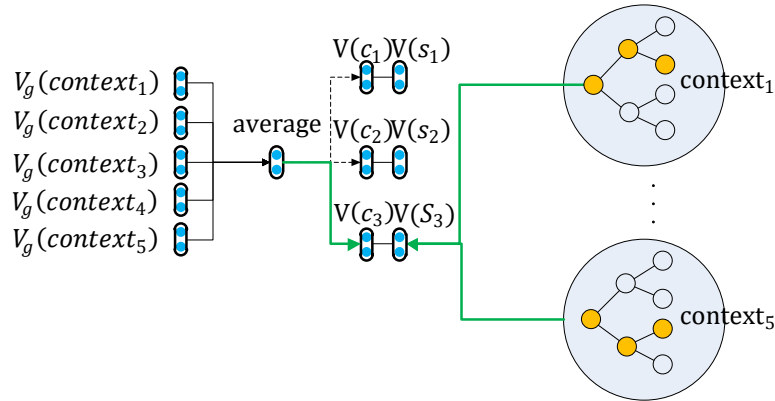 V_g(context_1)
V_g(context_2)
V_g(context_3)
V_g(context_4)
V_g(context_5)
average
V(c_1)V(s_1)
V(c_2)V(s_2)
V(c_3)V(S_3)
context_1
. . .
context_5